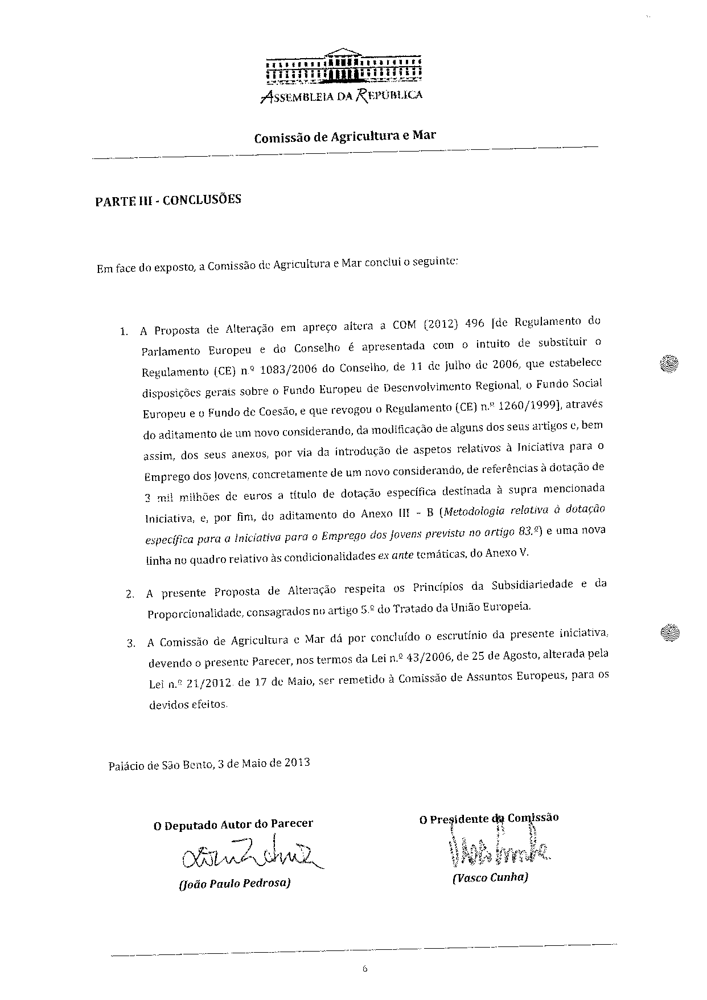 ASSEMBLEIA DA REPÚBLICA
Comissão de Agricultura e Mar
PARTE III - CONCLUSÕES
Em face do exposto, a Comissão de Agricultura e Mar conclui o seguinte:
1. A Proposta de Alteração em apreço altera a COM (2012) 496 [de Regulamento do
Parlamento Europeu e do Conselho é apresentada com o intuito de substituir o
Regulamento (CE) n.º 1083/2006 do Conselho, de 11 de Julho de 2006, que estabelece
disposições gerais sobre o Fundo Europeu de Desenvolvimento Regional, o Fundo Social
Europeu e o Fundo de Coesão, e que revogou o Regulamento (CE) n.º 1260/1999], através
do aditamento de um novo considerando, da modificação de alguns dos seus artigos e, bem
assim, dos seus anexos, por via da introdução de aspetos relativos à Iniciativa para o
Emprego dos Jovens, concretamente de um novo considerando, de referências à dotação de
3 mil milhões de euros a título de dotação específica destinada à supra mencionada
Iniciativa, e, por fim, do aditamento do Anexo III – B (Metodologia relativa à dotação
específica para a Iniciativa para o Emprego dos Jovens prevista no artigo 83.º) e uma nova
linha no quadro relativo às condicionalidades ex ante temáticas, do Anexo V.
2. A presente Proposta de Alteração respeita os Princípios da Subsidiariedade e da
Proporcionalidade, consagrados no artigo 5.º do Tratado da União Europeia.
3. A Comissão de Agricultura e Mar dá por concluído o escrutínio da presente iniciativa,
devendo o presente Parecer, nos termos da Lei n.º 43/2006, de 25 de Agosto, alterada pela
Lei n.º 21/2012. de 17 de Maio, ser remetido à Comissão de Assuntos Europeus, para os
devidos efeitos.
Palácio de São Bento, 3 de Maio de 2013
O Deputado Autor do Parecer
O Presidente da Comissão
(João Paulo Pedrosa)
(Vasco Cunha)
6